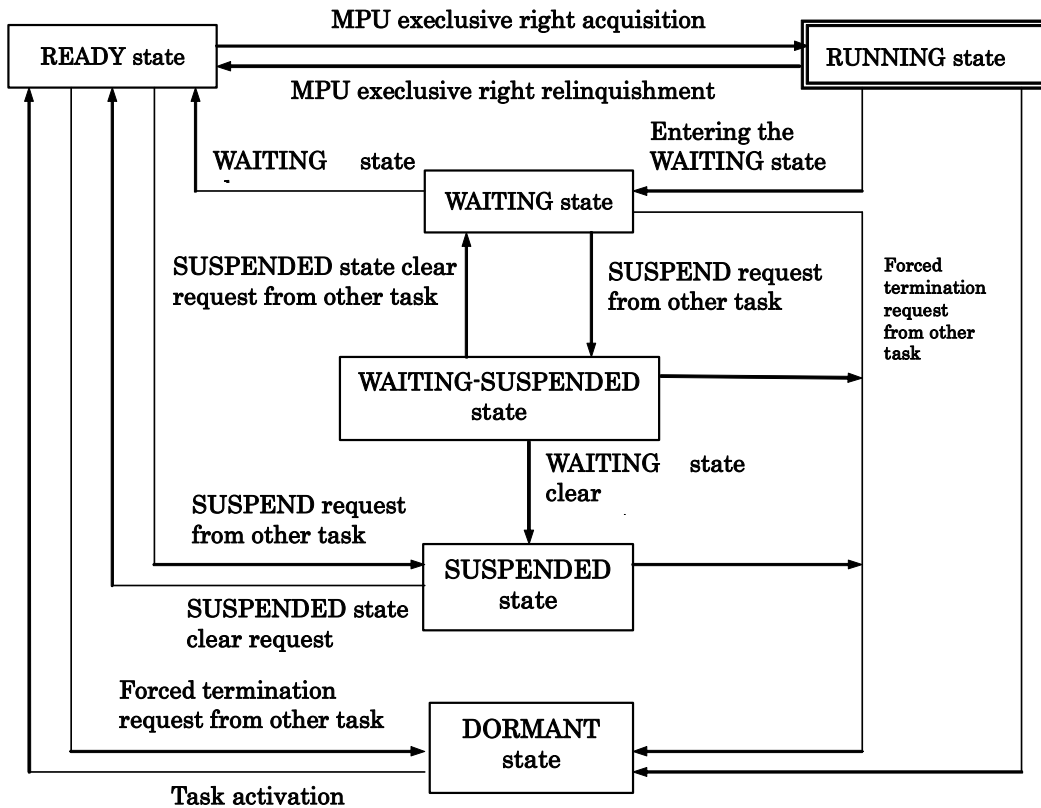 MPU execlusive right acquisition
READY state
RUNNING state
MPU execlusive right relinquishment
Entering the
WAITING state
WAITING state
WAITING state
SUSPENDED state clear
request from other task
SUSPEND request
from other task
Forced
termination
request
from other
task
WAITING-SUSPENDED
state
WAITING state
clear
SUSPEND request
from other task
SUSPENDED
state
SUSPENDED state
clear request
Forced termination
request from other task
DORMANT
state
Task activation